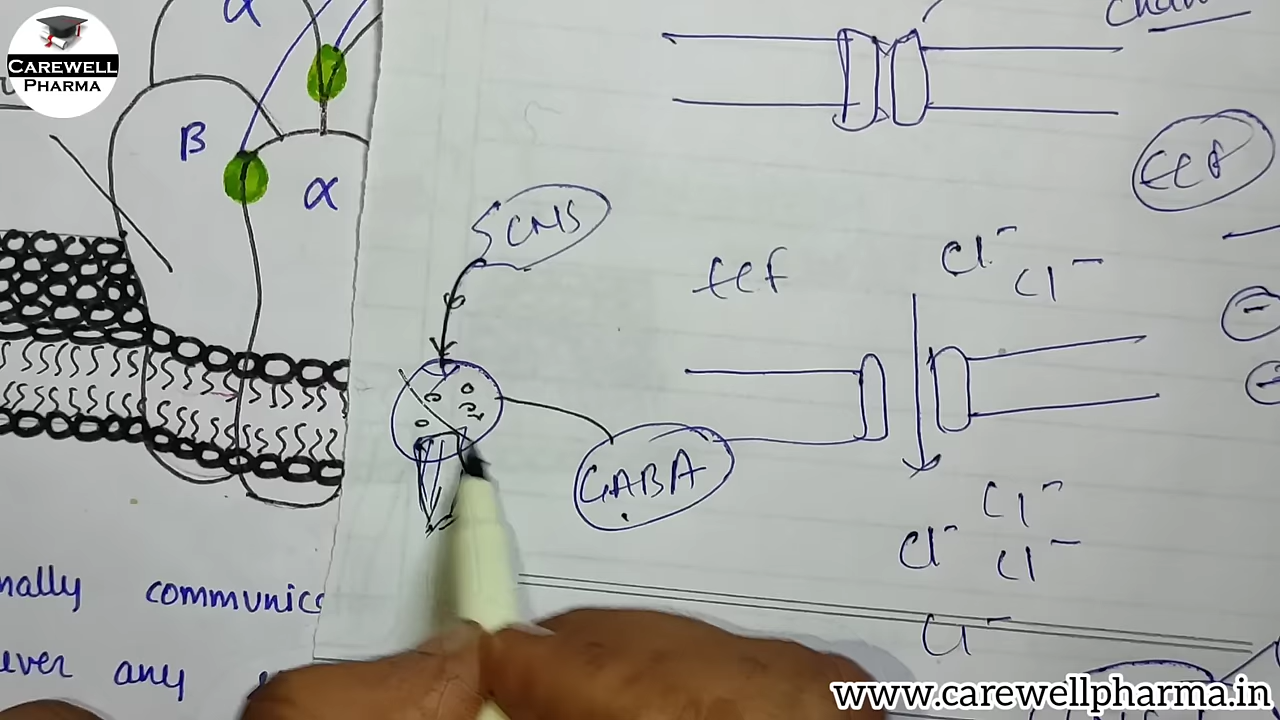 CAREWELL
PHARMA
α
B
α
CNS
ECF
ECF
Cl⁻
Cl⁻
GABA
Cl⁻
Cl⁻ Cl⁻
Cl⁻
nally communic
ever any
www.carewellpharma.in